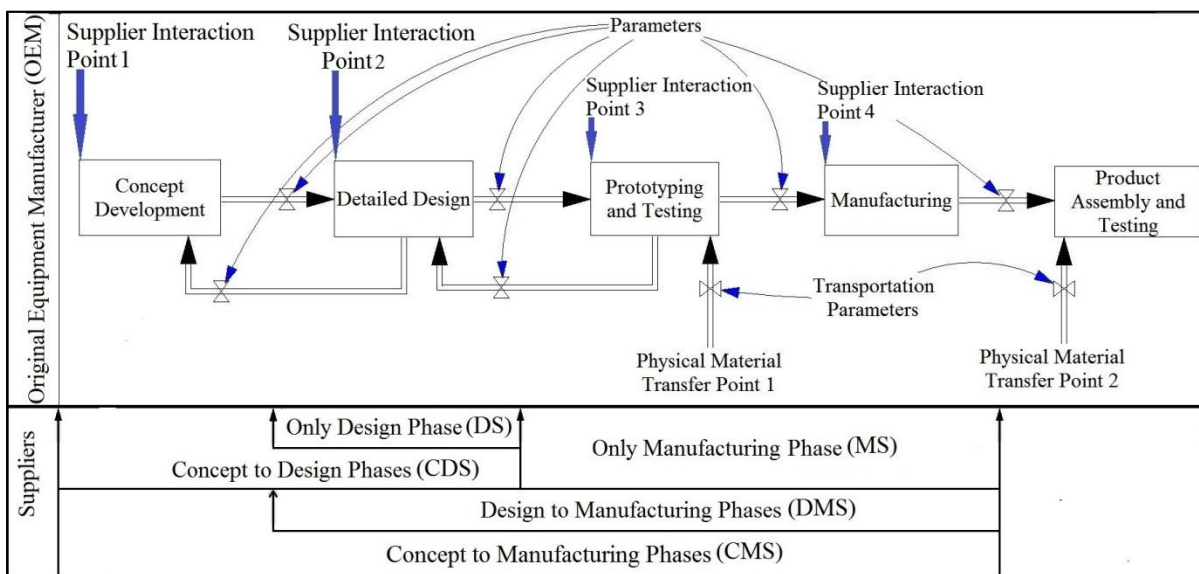 Original Equipment Manufacturer (OEM)
Supplier Interaction
Point 1
Supplier Interaction
Point 2
Parameters
Supplier Interaction
Point 3
Supplier Interaction
Point 4
Concept
Development
Detailed Design
Prototyping
and Testing
Manufacturing
Product
Assembly and
Testing
Transportation
Parameters
Physical Material
Transfer Point 1
Physical Material
Transfer Point 2
Suppliers
Only Design Phase (DS)
Only Manufacturing Phase (MS)
Concept to Design Phases (CDS)
Design to Manufacturing Phases (DMS)
Concept to Manufacturing Phases (CMS)